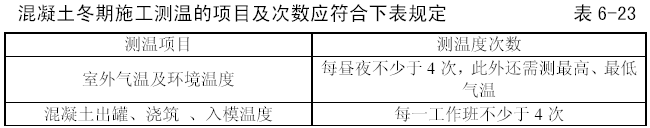 混凝土冬期施工测温的项目及次数应符合下表规定 表 6-23
测温项目 测温度次数
室外气温及环境温度 每昼夜不少于 4 次，此外还需测最高、最低
气温
混凝土出罐、浇筑 、入模温度 每一工作班不少于 4 次